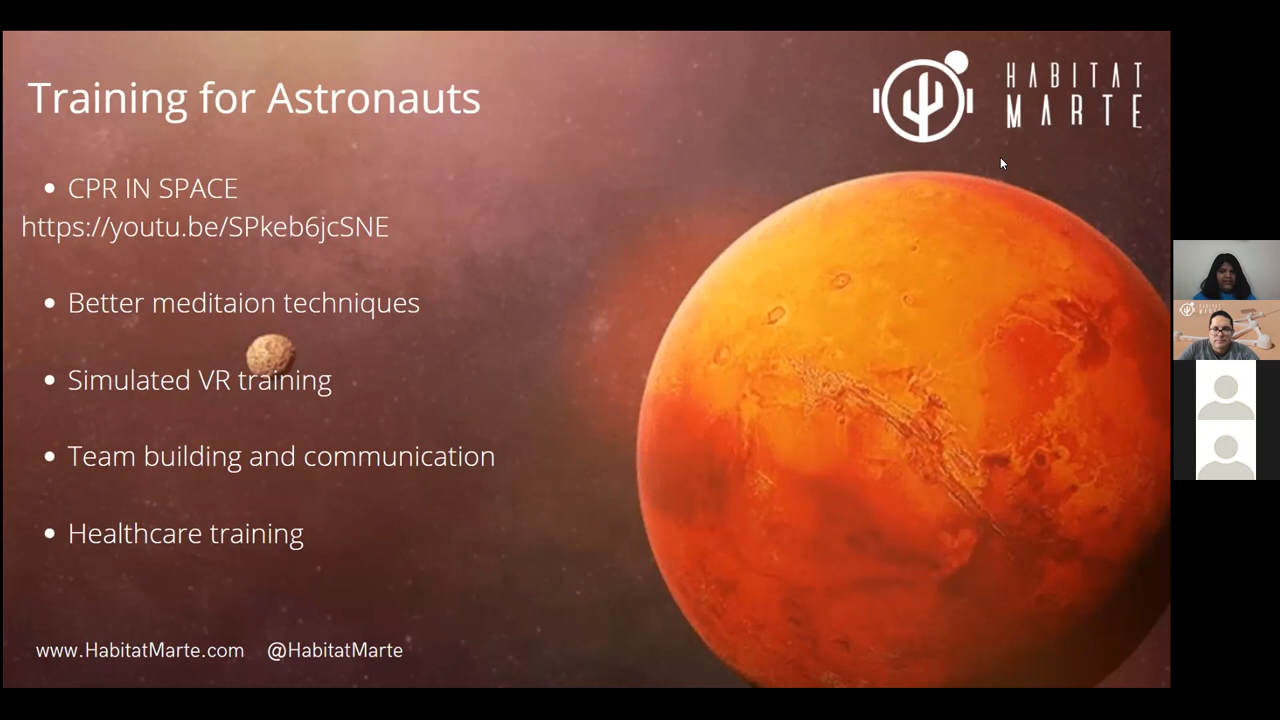 Training for Astronauts
HABITAT
MARTE
• CPR IN SPACE
https://youtu.be/SPkeb6jcSNE
• Better meditaion techniques
• Simulated VR training
• Team building and communication
• Healthcare training
www.HabitatMarte.com @HabitatMarte